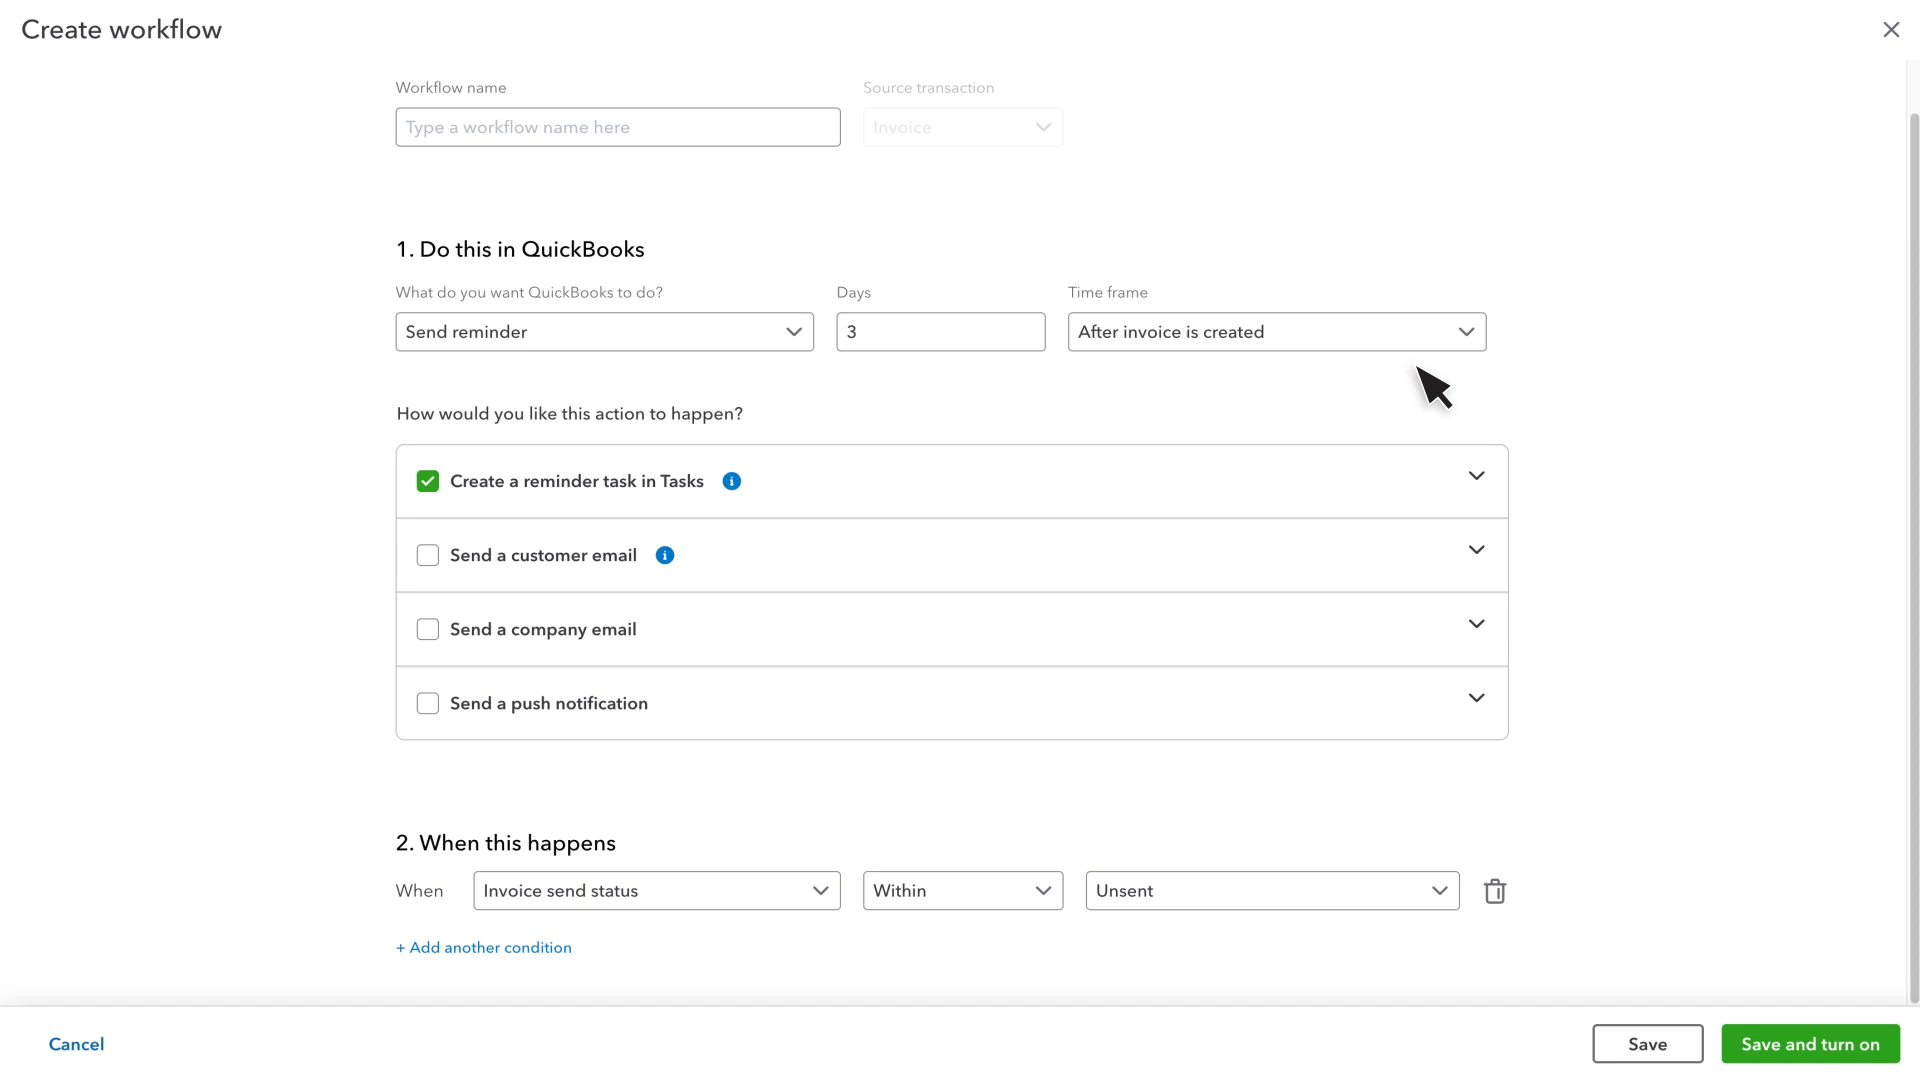 Create workflow
Workflow name
Source transaction
Type a workflow name here
Invoice
1. Do this in QuickBooks
What do you want QuickBooks to do?
Days
Time frame
Send reminder
3
After invoice is created
How would you like this action to happen?
Create a reminder task in Tasks
Send a customer email
Send a company email
Send a push notification
2. When this happens
When
Invoice send status
Within
Unsent
+ Add another condition
Cancel
Save
Save and turn on